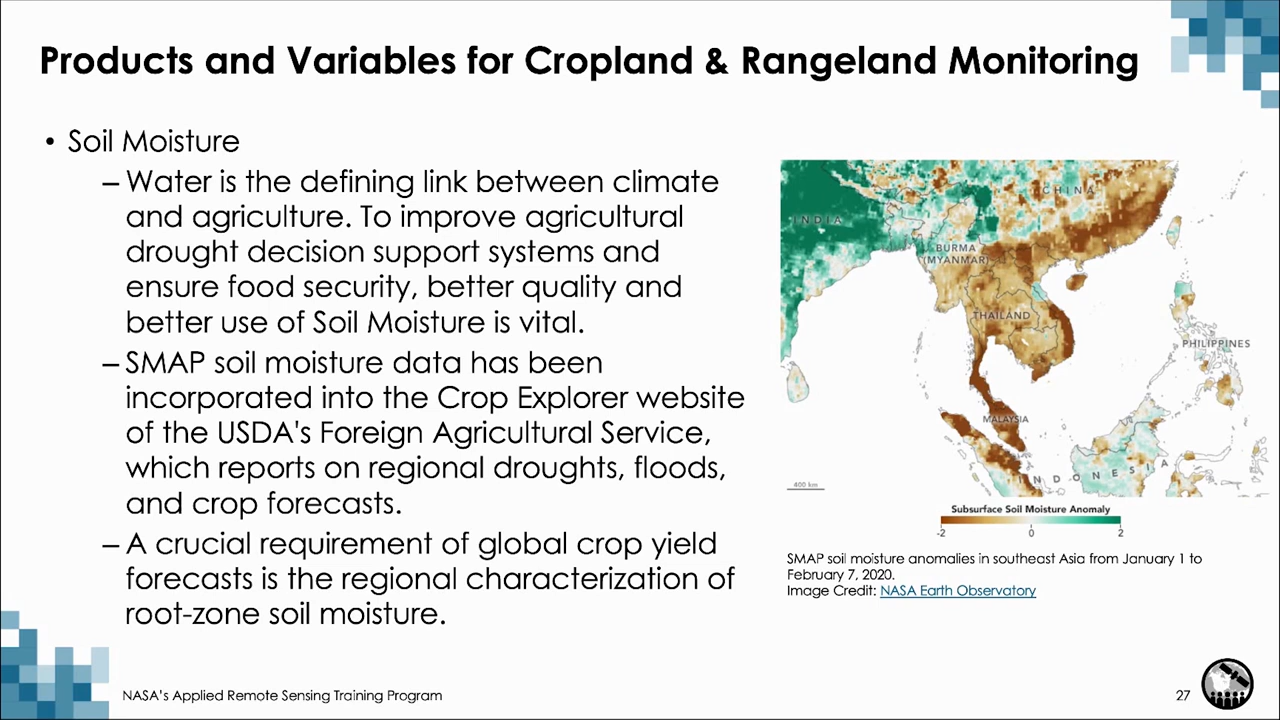 Products and Variables for Cropland & Rangeland Monitoring
• Soil Moisture
– Water is the defining link between climate
and agriculture. To improve agricultural
drought decision support systems and
ensure food security, better quality and
better use of Soil Moisture is vital.
– SMAP soil moisture data has been
incorporated into the Crop Explorer website
of the USDA's Foreign Agricultural Service,
which reports on regional droughts, floods,
and crop forecasts.
– A crucial requirement of global crop yield
forecasts is the regional characterization of
root-zone soil moisture.
INDIA
CHINA
BURMA
(MYANMAR)
THAILAND
PHILIPPINES
MALAYSIA
INDONESIA
400 km
Subsurface Soil Moisture Anomaly
-2 0 2
SMAP soil moisture anomalies in southeast Asia from January 1 to
February 7, 2020.
Image Credit: NASA Earth Observatory
NASA's Applied Remote Sensing Training Program
27